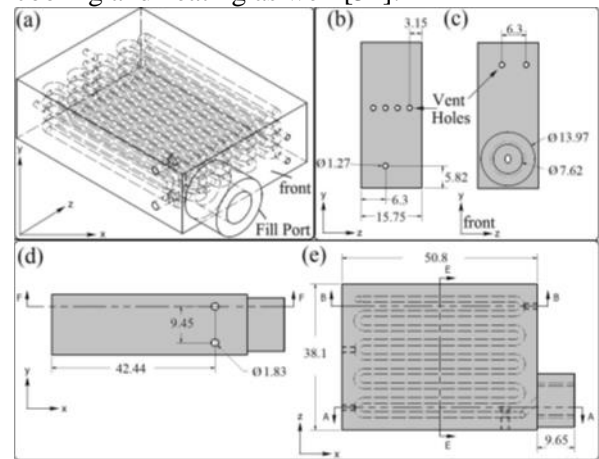 (a)
y
z
x
front
Fill Port
(b)
3.15
Ø1.27
5.82
6.3
15.75
y
z
Vent
Holes
(c)
6.3
Ø13.97
Ø7.62
y
front
z
(d)
F
F
9.45
42.44
Ø1.83
y
x
(e)
50.8
E
B
B
38.1
A
A
E
z
x
9.65